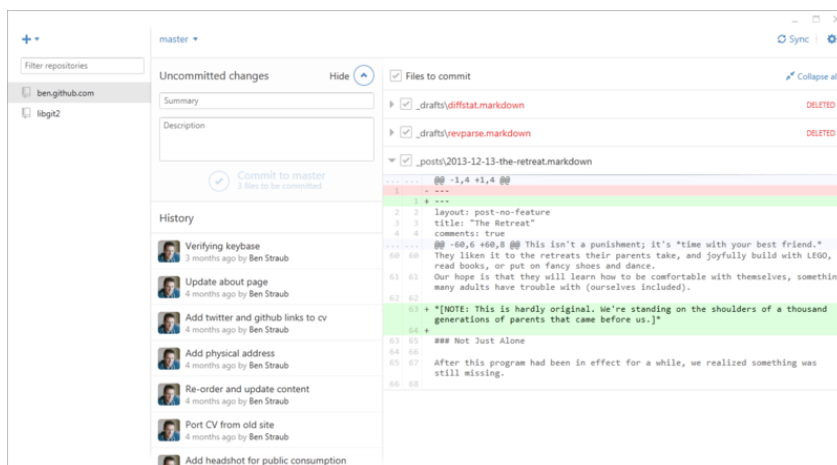 master
Sync
Filter repositories
ben.github.com
libgit2
Uncommitted changes
Hide
Summary
Description
Commit to master
3 files to be committed
History
Verifying keybase
3 months ago by Ben Straub
Update about page
4 months ago by Ben Straub
Add twitter and github links to cv
4 months ago by Ben Straub
Add physical address
4 months ago by Ben Straub
Re-order and update content
4 months ago by Ben Straub
Port CV from old site
4 months ago by Ben Straub
Add headshot for public consumption
Files to commit
Collapse all
_drafts\diffstat.markdown
DELETED
_drafts\revparse.markdown
DELETED
_posts\2013-12-13-the-retreat.markdown
... ... @@ -1,4 +1,4 @@
1 - ---
1 + ---
2 2 layout: post-no-feature
3 3 title: "The Retreat"
4 4 comments: true
... ... @@ -60,6 +60,8 @@ This isn't a punishment; it's *time with your best friend.*
60 60 They liken it to the retreats their parents take, and joyfully build with LEGO,
read books, or put on fancy shoes and dance.
61 61 Our hope is that they will learn how to be comfortable with themselves, somethin
many adults have trouble with (ourselves included).
62 62
63 + *[NOTE: This is hardly original. We're standing on the shoulders of a thousand
generations of parents that came before us.]*
64 +
63 65 ### Not Just Alone
64 66
65 67 After this program had been in effect for a while, we realized something was
still missing.
66 68